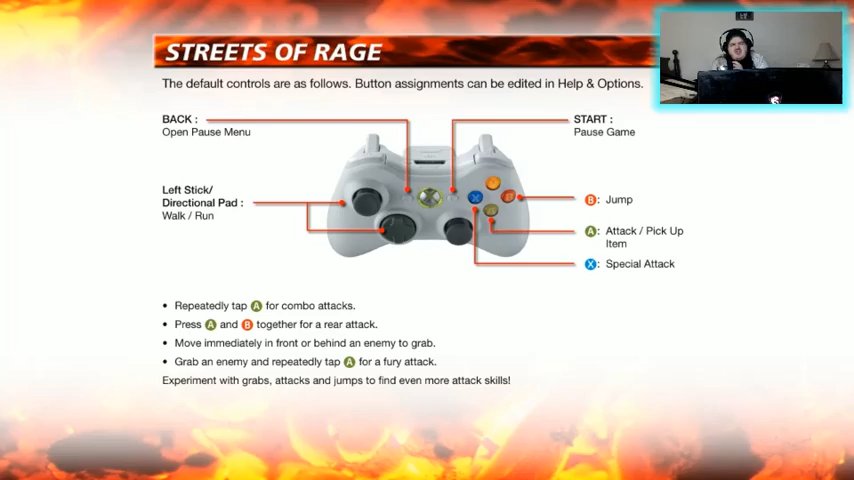 STREETS OF RAGE
The default controls are as follows. Button assignments can be edited in Help & Options.
BACK :
Open Pause Menu
START :
Pause Game
Left Stick/
Directional Pad :
Walk / Run
B: Jump
A: Attack / Pick Up
Item
X: Special Attack
• Repeatedly tap A for combo attacks.
• Press A and B together for a rear attack.
• Move immediately in front or behind an enemy to grab.
• Grab an enemy and repeatedly tap A for a fury attack.
Experiment with grabs, attacks and jumps to find even more attack skills!